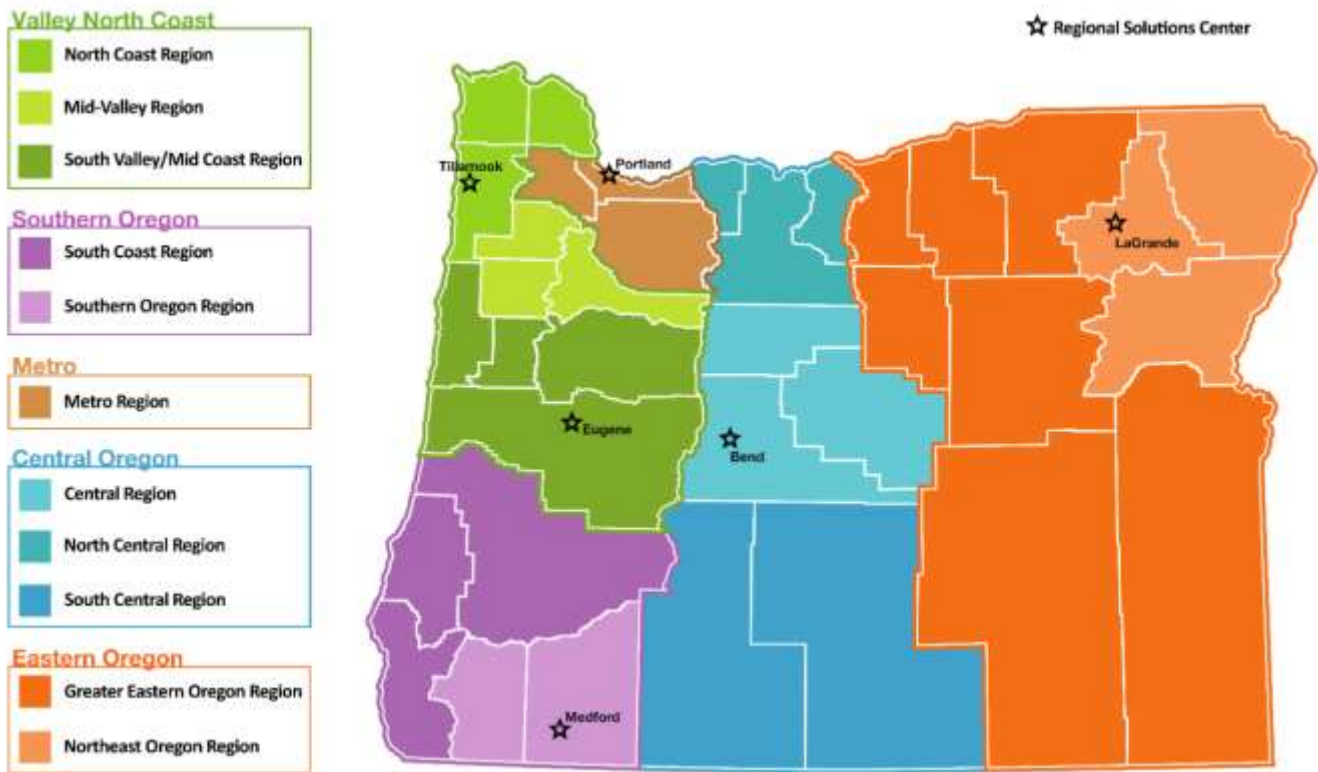 Valley North Coast
North Coast Region
Mid-Valley Region
South Valley/Mid Coast Region
Southern Oregon
South Coast Region
Southern Oregon Region
Metro
Metro Region
Central Oregon
Central Region
North Central Region
South Central Region
Eastern Oregon
Greater Eastern Oregon Region
Northeast Oregon Region
Regional Solutions Center
Tillamook
Portland
LaGrande
Eugene
Bend
Medford